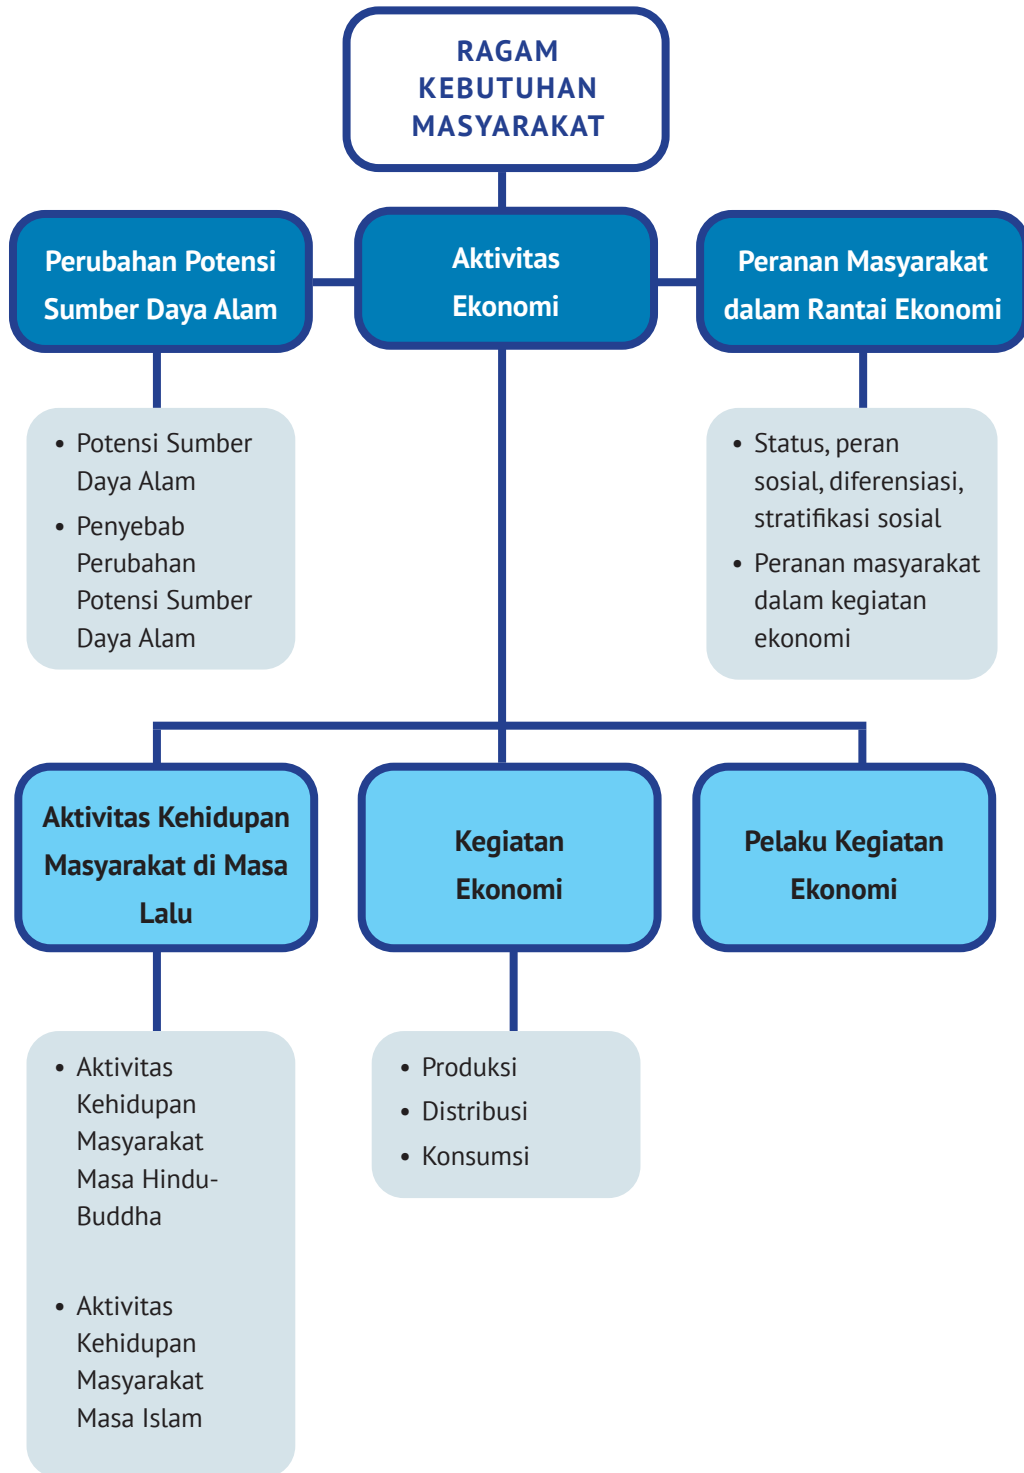 RAGAM
KEBUTUHAN
MASYARAKAT
Perubahan Potensi
Sumber Daya Alam
Aktivitas
Ekonomi
Peranan Masyarakat
dalam Rantai Ekonomi
• Potensi Sumber
Daya Alam
• Penyebab
Perubahan
Potensi Sumber
Daya Alam
• Status, peran
sosial, diferensiasi,
stratifikasi sosial
• Peranan masyarakat
dalam kegiatan
ekonomi
Aktivitas Kehidupan
Masyarakat di Masa
Lalu
Kegiatan
Ekonomi
Pelaku Kegiatan
Ekonomi
• Aktivitas
Kehidupan
Masyarakat
Masa Hindu-
Buddha
• Aktivitas
Kehidupan
Masyarakat
Masa Islam
• Produksi
• Distribusi
• Konsumsi